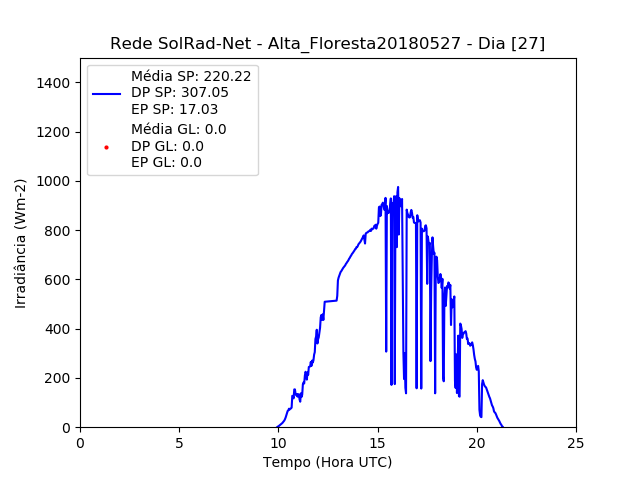 Rede SolRad-Net - Alta_Floresta20180527 - Dia [27]
Média SP: 220.22
DP SP: 307.05
EP SP: 17.03
Média GL: 0.0
DP GL: 0.0
EP GL: 0.0
1400
1200
1000
800
600
400
200
0
Irradiância (Wm-2)
0 5 10 15 20 25
Tempo (Hora UTC)